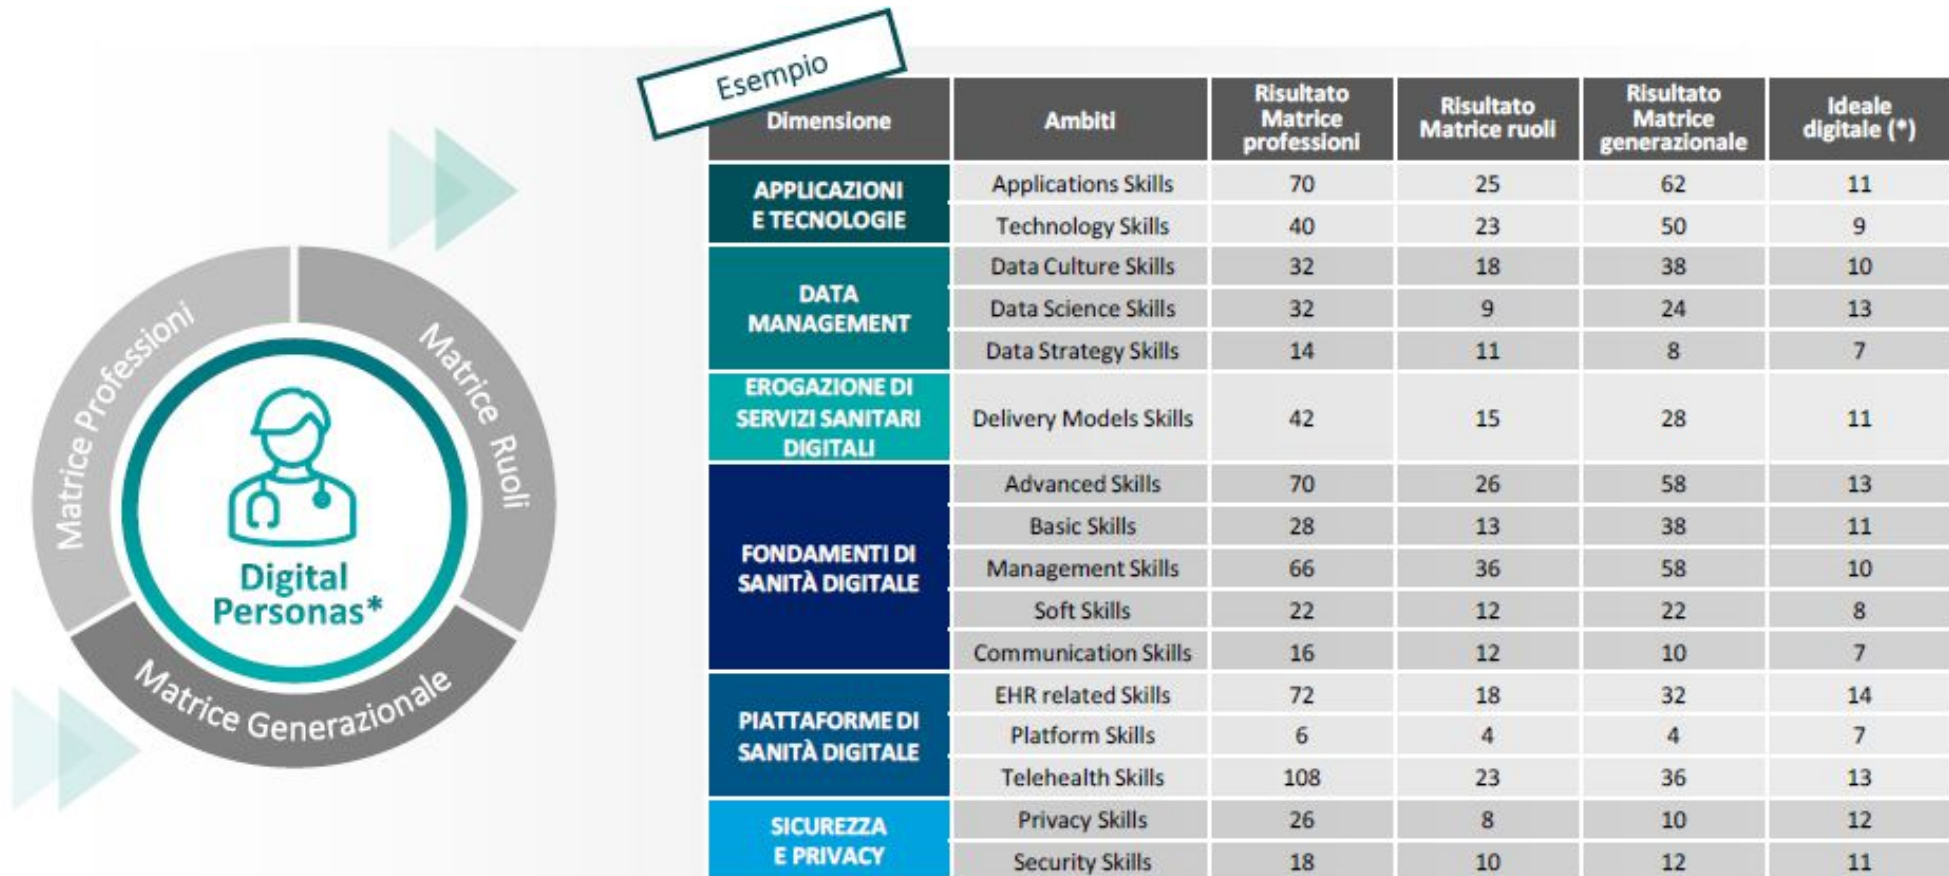 Esempio
Dimensione Ambiti Risultato Matrice professioni Risultato Matrice ruoli Risultato Matrice generazionale Ideale digitale (*)
APPLICAZIONI E TECNOLOGIE
Applications Skills 70 25 62 11
Technology Skills 40 23 50 9
DATA MANAGEMENT
Data Culture Skills 32 18 38 10
Data Science Skills 32 9 24 13
Data Strategy Skills 14 11 8 7
EROGAZIONE DI SERVIZI SANITARI DIGITALI
Delivery Models Skills 42 15 28 11
FONDAMENTI DI SANITÀ DIGITALE
Advanced Skills 70 26 58 13
Basic Skills 28 13 38 11
Management Skills 66 36 58 10
Soft Skills 22 12 22 8
Communication Skills 16 12 10 7
PIATTAFORME DI SANITÀ DIGITALE
EHR related Skills 72 18 32 14
Platform Skills 6 4 4 7
Telehealth Skills 108 23 36 13
SICUREZZA E PRIVACY
Privacy Skills 26 8 10 12
Security Skills 18 10 12 11
Matrice Professioni
Matrice Ruoli
Digital
Personas*
Matrice Generazionale